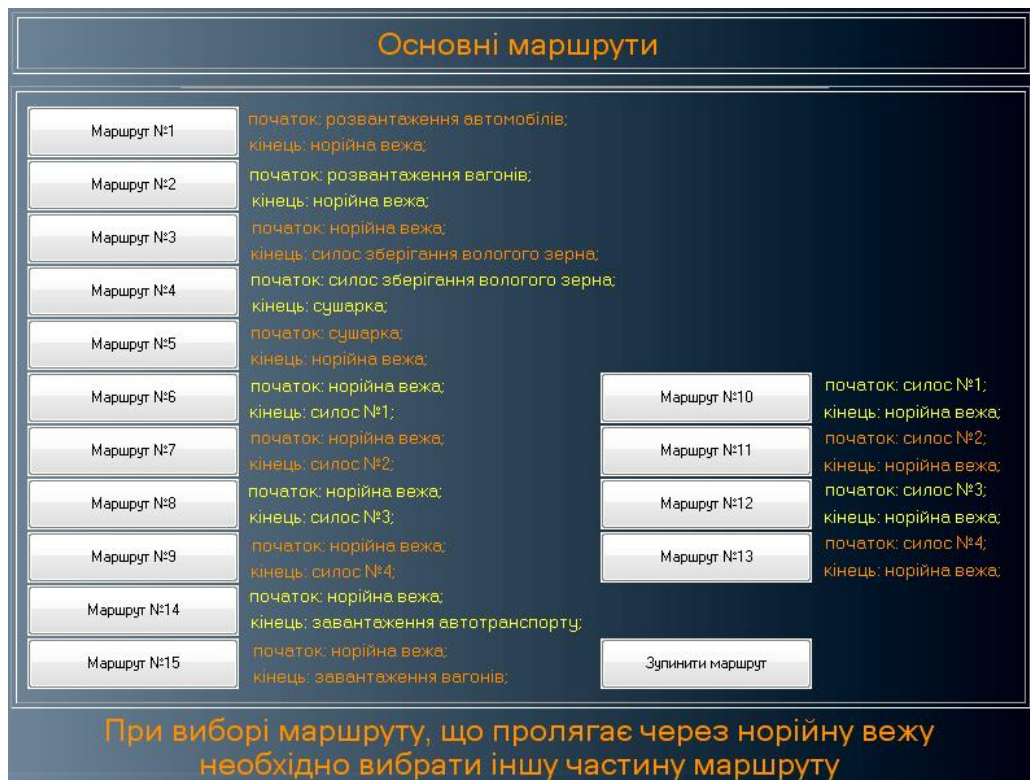 Основні маршрути
Маршрут №1
початок: розвантаження автомобілів;
кінець: норійна вежа;
Маршрут №2
початок: розвантаження вагонів;
кінець: норійна вежа;
Маршрут №3
початок: норійна вежа;
кінець: силос зберігання вологого зерна;
Маршрут №4
початок: силос зберігання вологого зерна;
кінець: сушарка;
Маршрут №5
початок: сушарка;
кінець: норійна вежа;
Маршрут №6
початок: норійна вежа;
кінець: силос №1;
Маршрут №10
початок: силос №1;
кінець: норійна вежа;
Маршрут №7
початок: норійна вежа;
кінець: силос №2;
Маршрут №11
початок: силос №2;
кінець: норійна вежа;
Маршрут №8
початок: норійна вежа;
кінець: силос №3;
Маршрут №12
початок: силос №3;
кінець: норійна вежа;
Маршрут №9
початок: норійна вежа;
кінець: силос №4;
Маршрут №13
початок: силос №4;
кінець: норійна вежа;
Маршрут №14
початок: норійна вежа;
кінець: завантаження автотранспорту;
Маршрут №15
початок: норійна вежа;
кінець: завантаження вагонів;
Зупинити маршрут
При виборі маршруту, що пролягає через норійну вежу
необхідно вибрати іншу частину маршруту